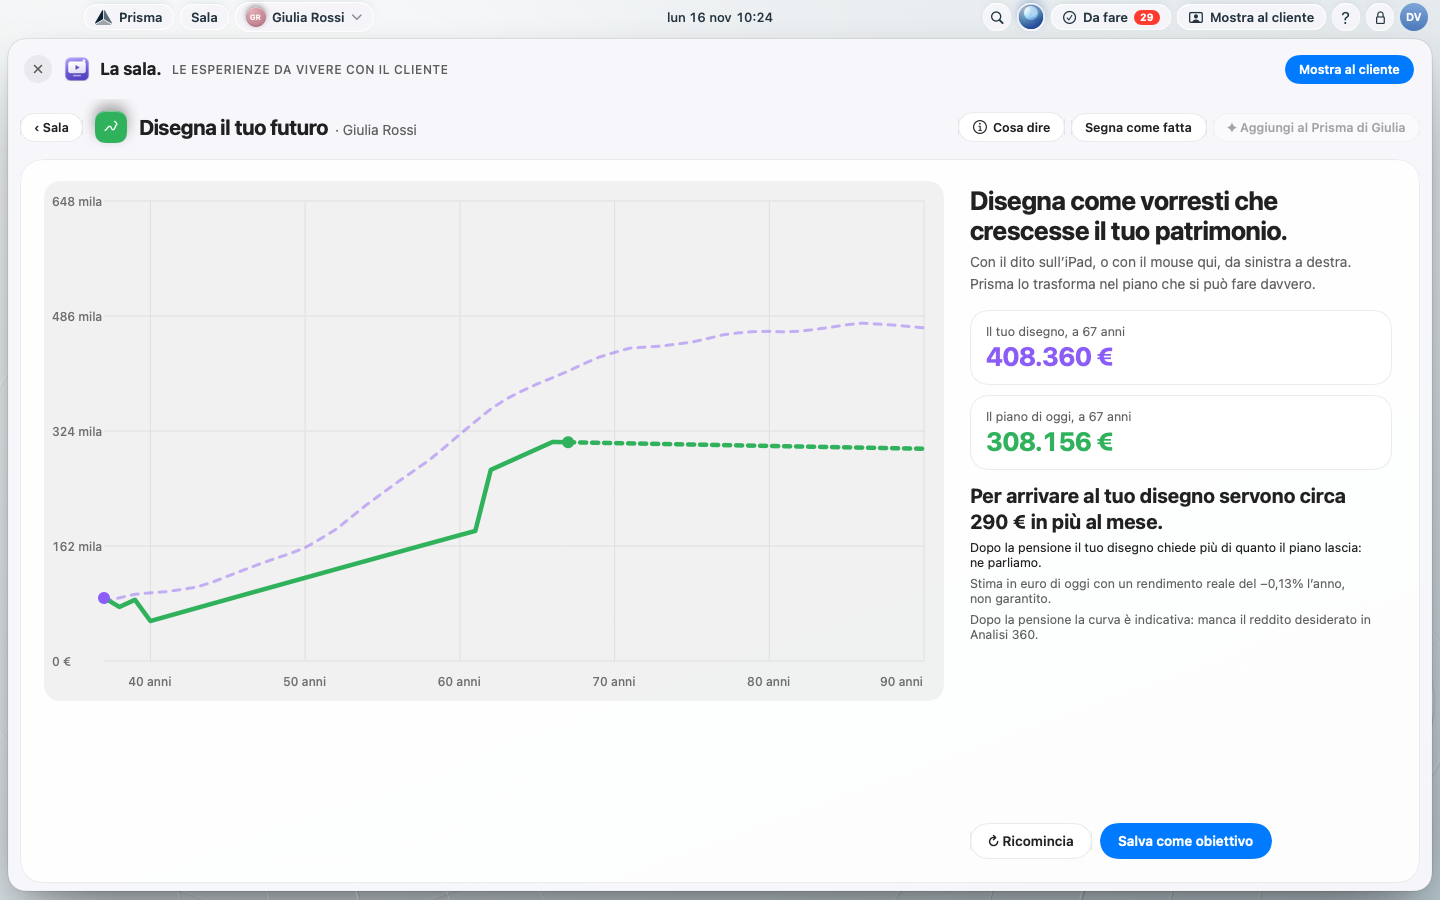 Prisma
Sala
GR
Giulia Rossi
lun 16 nov 10:24
Da fare 29
Mostra al cliente
?
DV
La sala. LE ESPERIENZE DA VIVERE CON IL CLIENTE
Mostra al cliente
‹ Sala
Disegna il tuo futuro · Giulia Rossi
Cosa dire
Segna come fatta
Aggiungi al Prisma di Giulia
648 mila
486 mila
324 mila
162 mila
0 €
40 anni
50 anni
60 anni
70 anni
80 anni
90 anni
Disegna come vorresti che
crescesse il tuo patrimonio.
Con il dito sull’iPad, o con il mouse qui, da sinistra a destra.
Prisma lo trasforma nel piano che si può fare davvero.
Il tuo disegno, a 67 anni
408.360 €
Il piano di oggi, a 67 anni
308.156 €
Per arrivare al tuo disegno servono circa
290 € in più al mese.
Dopo la pensione il tuo disegno chiede più di quanto il piano lascia:
ne parliamo.
Stima in euro di oggi con un rendimento reale del −0,13% l’anno,
non garantito.
Dopo la pensione la curva è indicativa: manca il reddito desiderato in
Analisi 360.
Ricomincia
Salva come obiettivo